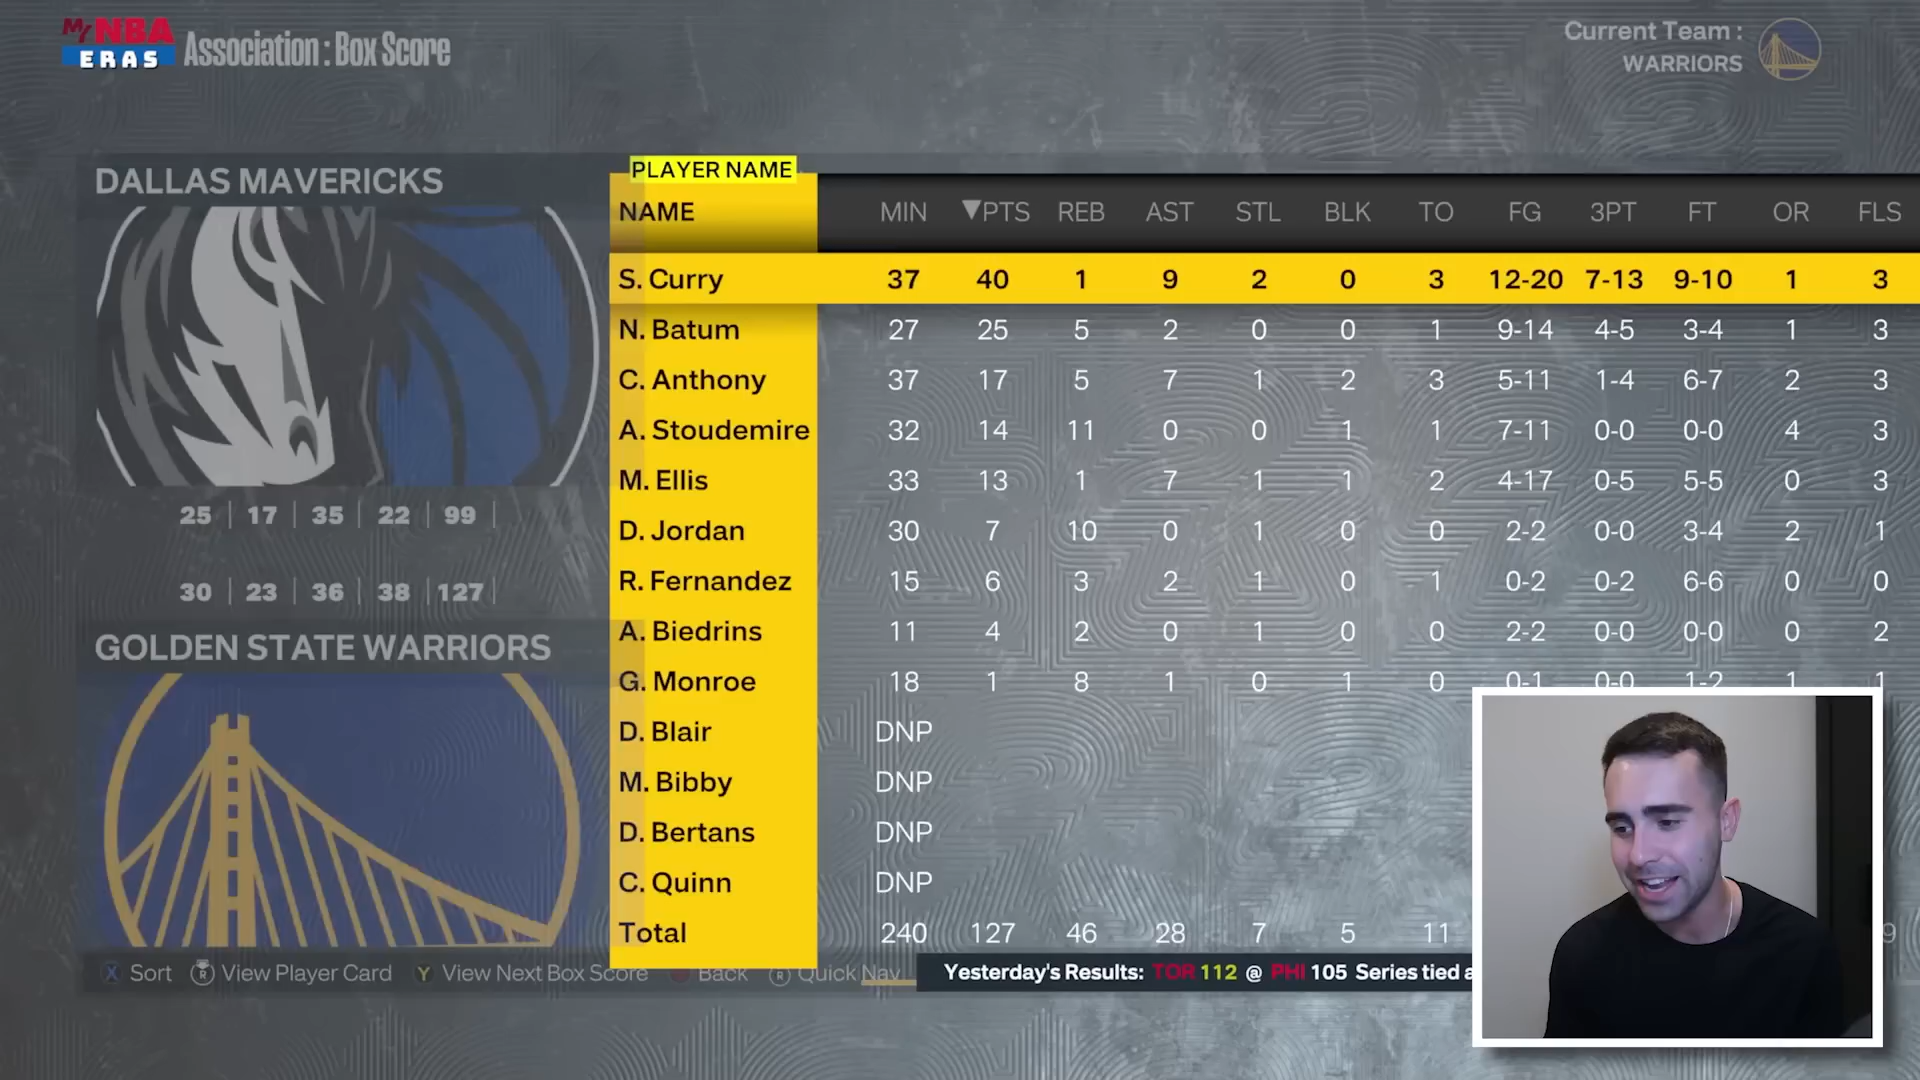 My NBA ERAS Association : Box Score
Current Team :
WARRIORS
DALLAS MAVERICKS
25 | 17 | 35 | 22 | 99 |
30 | 23 | 36 | 38 | 127 |
GOLDEN STATE WARRIORS
PLAYER NAME
NAME MIN ▼PTS REB AST STL BLK TO FG 3PT FT OR FLS
S. Curry 37 40 1 9 2 0 3 12-20 7-13 9-10 1 3
N. Batum 27 25 5 2 0 0 1 9-14 4-5 3-4 1 3
C. Anthony 37 17 5 7 1 2 3 5-11 1-4 6-7 2 3
A. Stoudemire 32 14 11 0 0 1 1 7-11 0-0 0-0 4 3
M. Ellis 33 13 1 7 1 1 2 4-17 0-5 5-5 0 3
D. Jordan 30 7 10 0 1 0 0 2-2 0-0 3-4 2 1
R. Fernandez 15 6 3 2 1 0 1 0-2 0-2 6-6 0 0
A. Biedrins 11 4 2 0 1 0 0 2-2 0-0 0-0 0 2
G. Monroe 18 1 8 1 0 1 0 0-1 0-0 1-2 1 1
D. Blair DNP
M. Bibby DNP
D. Bertans DNP
C. Quinn DNP
Total 240 127 46 28 7 5 11
X Sort R View Player Card Y View Next Box Score Back R Quick Nav
Yesterday's Results: TOR 112 @ PHI 105 Series tied a